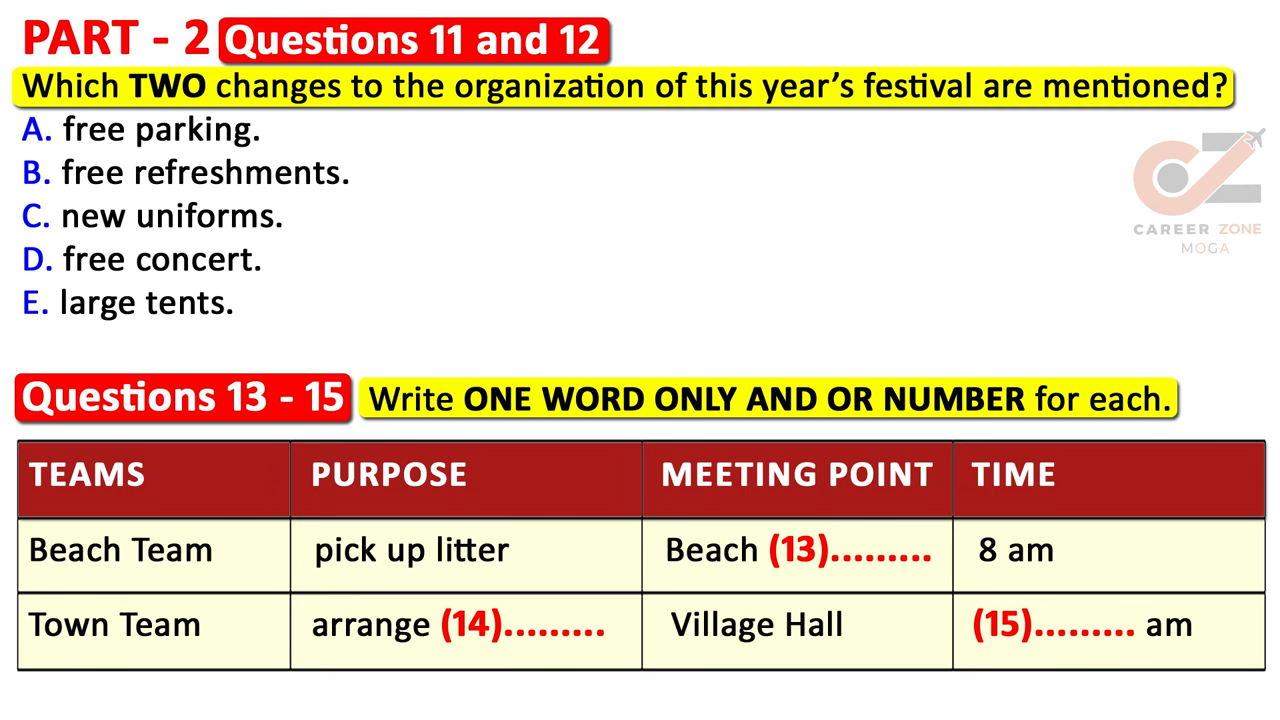 PART - 2 Questions 11 and 12
Which TWO changes to the organization of this year's festival are mentioned?
A. free parking.
B. free refreshments.
C. new uniforms.
D. free concert.
E. large tents.
CZ
CAREER ZONE
MOGA
Questions 13 - 15 Write ONE WORD ONLY AND OR NUMBER for each.
TEAMS PURPOSE MEETING POINT TIME
Beach Team pick up litter Beach (13)......... 8 am
Town Team arrange (14)......... Village Hall (15)......... am